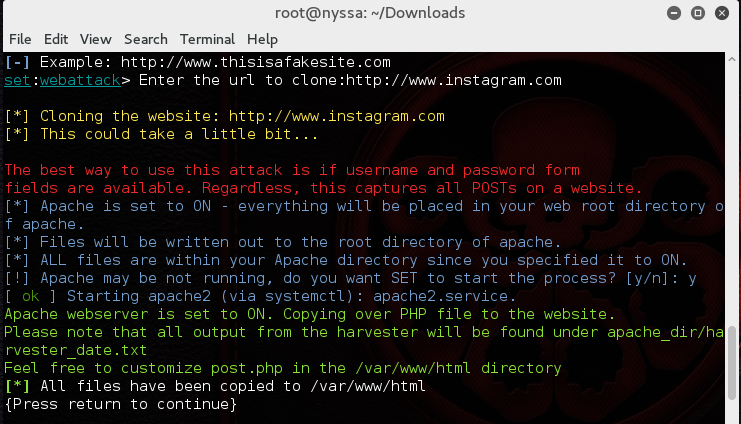 root@nyssa: ~/Downloads
File Edit View Search Terminal Help
[-] Example: http://www.thisisafakesite.com
set:webattack> Enter the url to clone:http://www.instagram.com
[*] Cloning the website: http://www.instagram.com
[*] This could take a little bit...
The best way to use this attack is if username and password form
fields are available. Regardless, this captures all POSTs on a website.
[*] Apache is set to ON - everything will be placed in your web root directory o
f apache.
[*] Files will be written out to the root directory of apache.
[*] ALL files are within your Apache directory since you specified it to ON.
[!] Apache may be not running, do you want SET to start the process? [y/n]: y
[ ok ] Starting apache2 (via systemctl): apache2.service.
Apache webserver is set to ON. Copying over PHP file to the website.
Please note that all output from the harvester will be found under apache_dir/ha
rvester_date.txt
Feel free to customize post.php in the /var/www/html directory
[*] All files have been copied to /var/www/html
{Press return to continue}